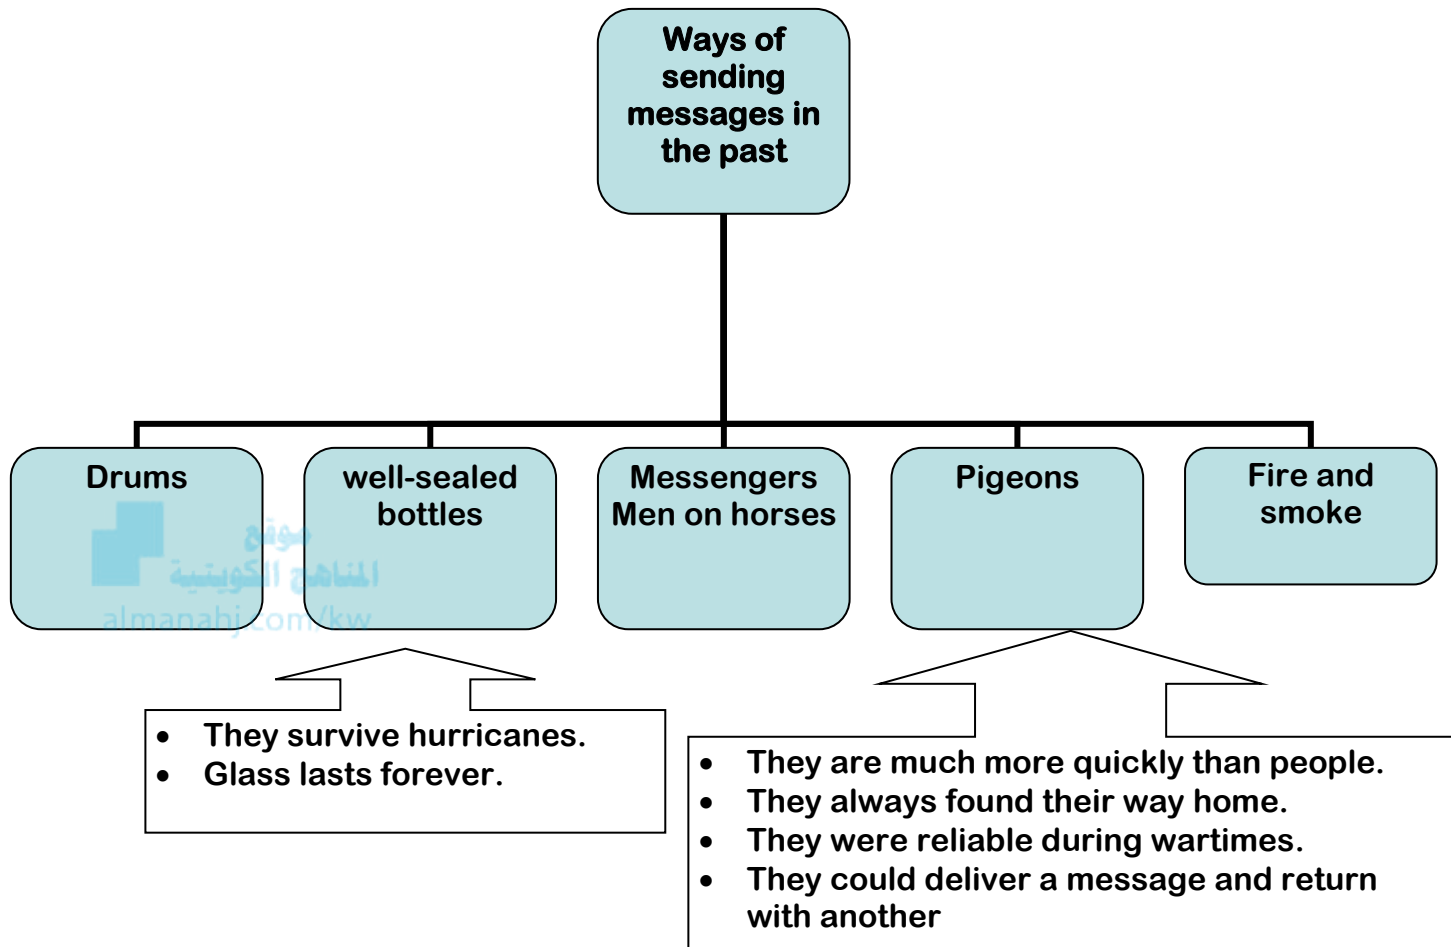 Ways of
sending
messages in
the past
Drums
well-sealed
bottles
Messengers
Men on horses
Pigeons
Fire and
smoke
موقع
المناهج الكويتية
almanahj.com/kw
• They survive hurricanes.
• Glass lasts forever.
• They are much more quickly than people.
• They always found their way home.
• They were reliable during wartimes.
• They could deliver a message and return
with another